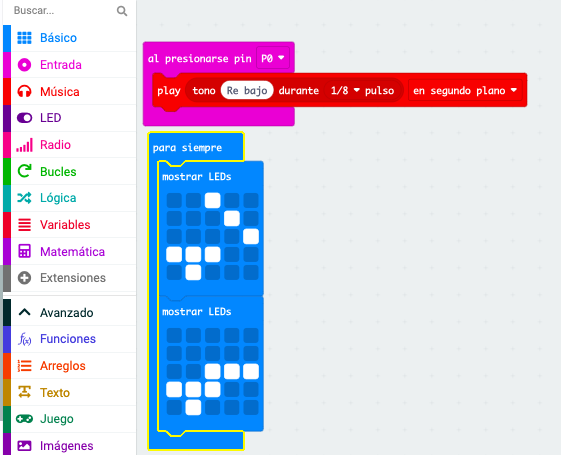 Buscar...
Básico
Entrada
Música
LED
Radio
Bucles
Lógica
Variables
Matemática
Extensiones
Avanzado
f(x) Funciones
Arreglos
Texto
Juego
Imágenes
al presionarse pin P0
play tono Re bajo durante 1/8 pulso en segundo plano
para siempre
mostrar LEDs
mostrar LEDs